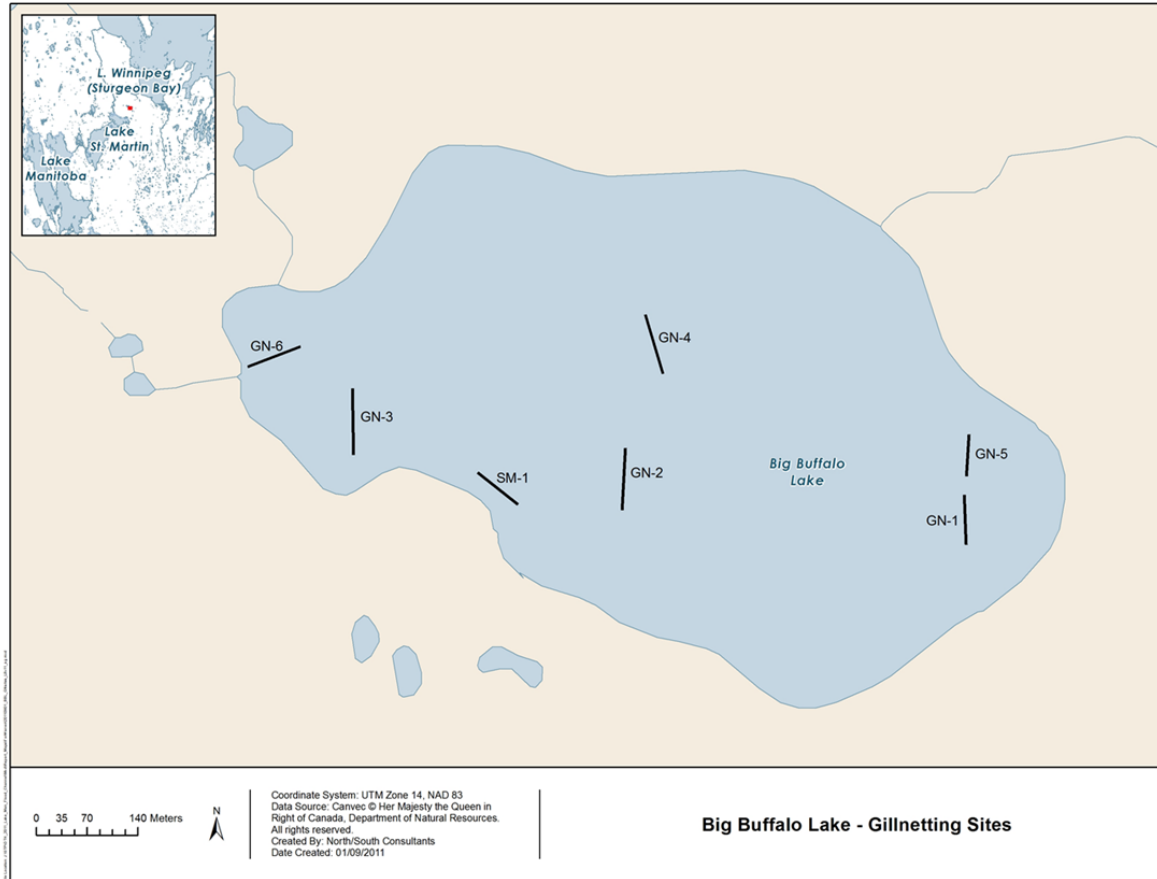 L. Winnipeg
(Sturgeon Bay)
Lake
St. Martin
Lake
Manitoba
GN-6
GN-4
GN-3
GN-5
SM-1
GN-2
Big Buffalo
Lake
GN-1
0 35 70 140 Meters
N
Coordinate System: UTM Zone 14, NAD 83
Data Source: Canvec © Her Majesty the Queen in
Right of Canada, Department of Natural Resources.
All rights reserved.
Created By: North/South Consultants
Date Created: 01/09/2011
Big Buffalo Lake - Gillnetting Sites